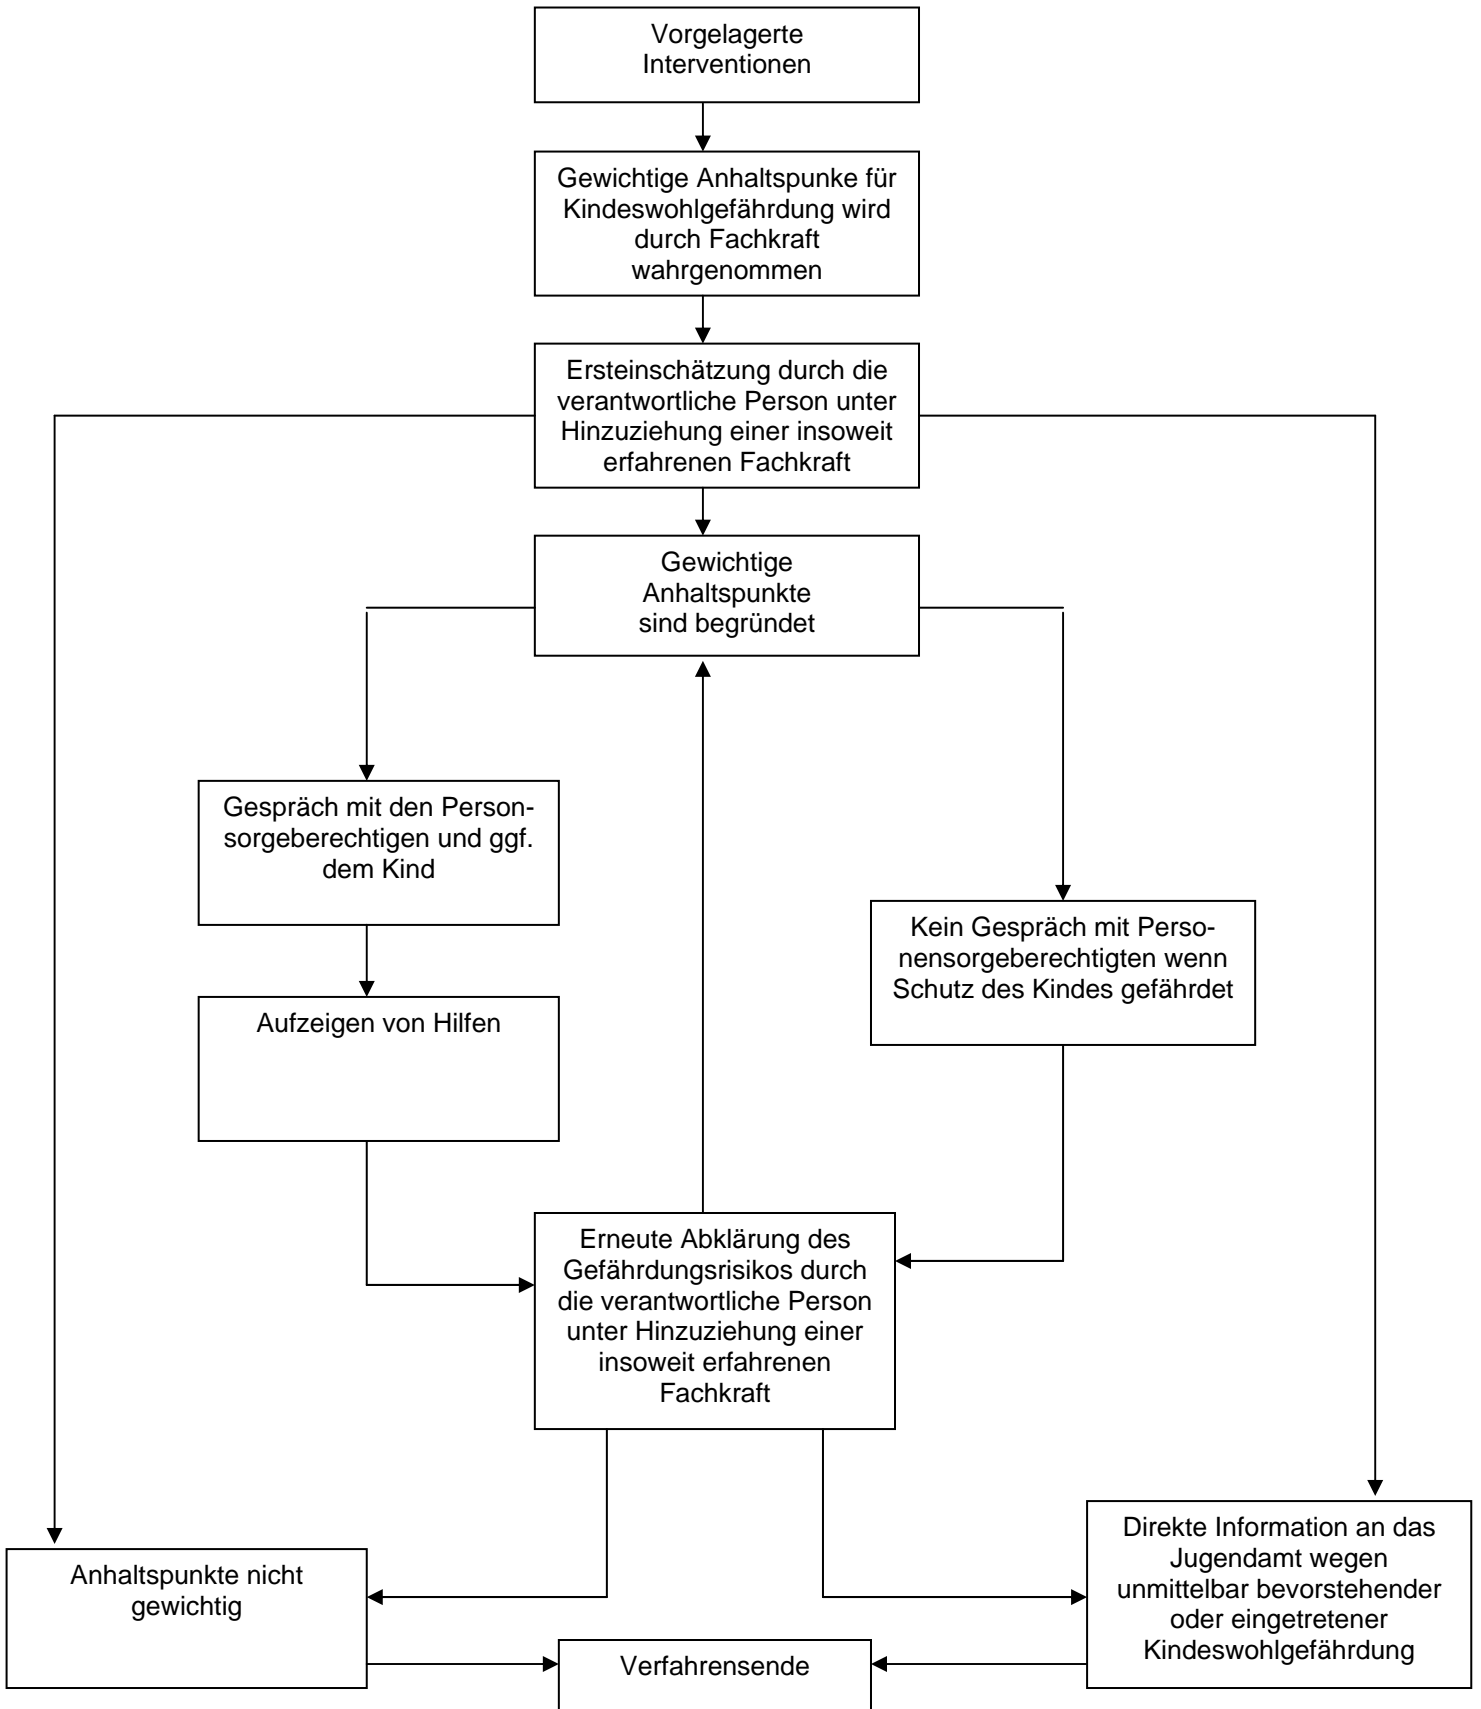 Vorgelagerte
Interventionen
Gewichtige Anhaltspunke für
Kindeswohlgefährdung wird
durch Fachkraft
wahrgenommen
Ersteinschätzung durch die
verantwortliche Person unter
Hinzuziehung einer insoweit
erfahrenen Fachkraft
Gewichtige
Anhaltspunkte
sind begründet
Gespräch mit den Person-
sorgeberechtigen und ggf.
dem Kind
Kein Gespräch mit Perso-
nensorgeberechtigten wenn
Schutz des Kindes gefährdet
Aufzeigen von Hilfen
Erneute Abklärung des
Gefährdungsrisikos durch
die verantwortliche Person
unter Hinzuziehung einer
insoweit erfahrenen
Fachkraft
Anhaltspunkte nicht
gewichtig
Direkte Information an das
Jugendamt wegen
unmittelbar bevorstehender
oder eingetretener
Kindeswohlgefährdung
Verfahrensende